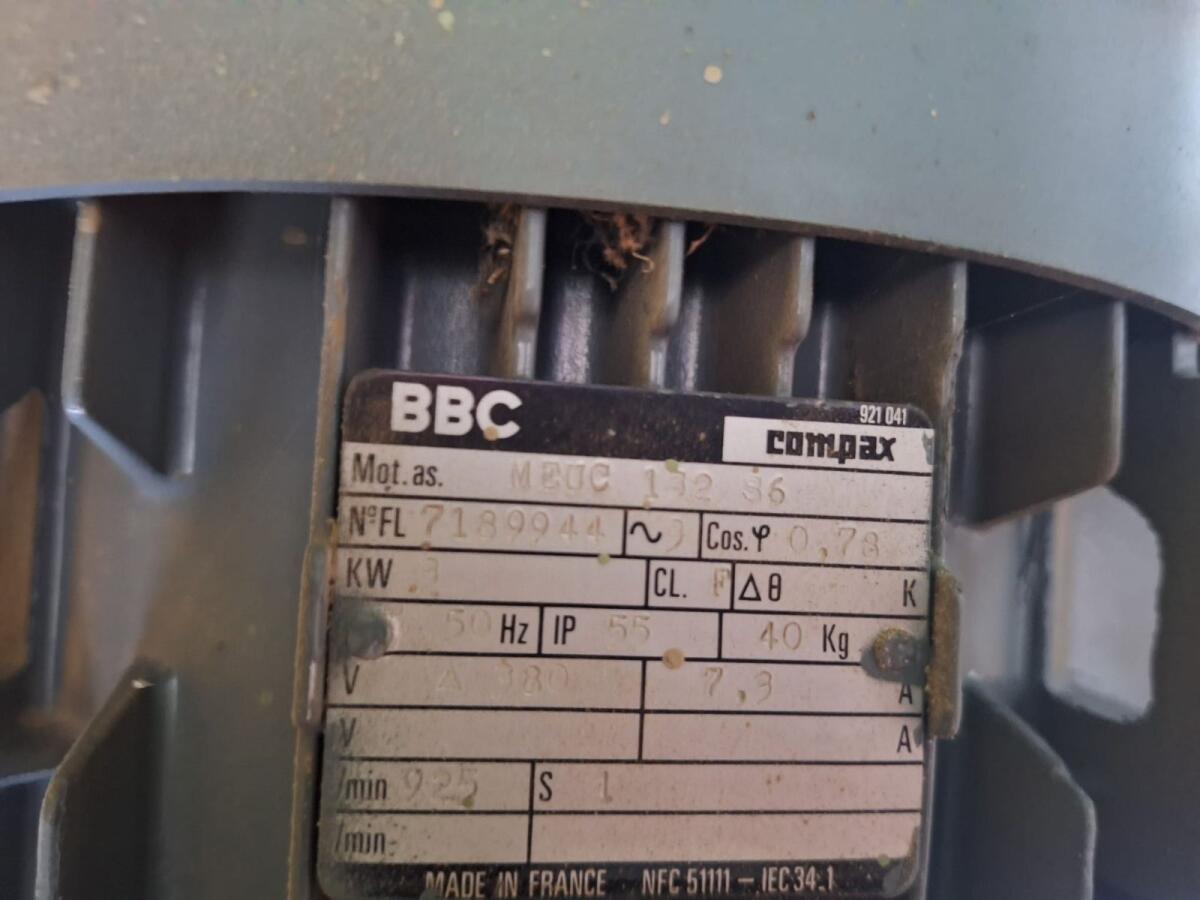 BBC
921 041
compax
Mot. as. MEUC 132 S6
N°FL 7189944 ~ 3 Cos.φ 0,78
KW 3 CL. F Δθ K
50 Hz IP 55 40 Kg
V Δ 380 7,3 A
V A
/min 925 S 1
/min
MADE IN FRANCE NFC 51111 – IEC 34.1